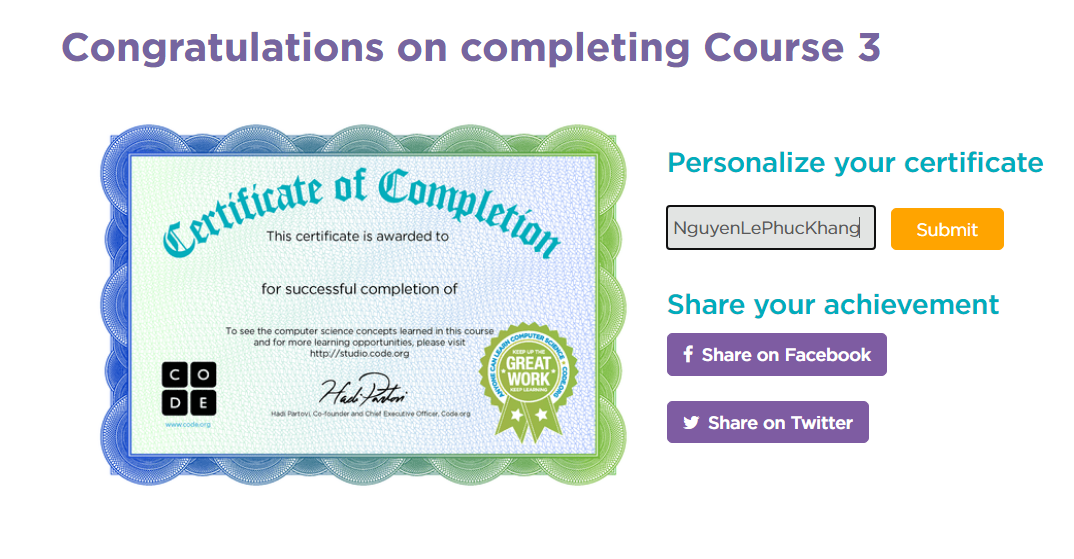 Congratulations on completing Course 3
Certificate of Completion
This certificate is awarded to
for successful completion of
To see the computer science concepts learned in this course
and for more learning opportunities, please visit
http://studio.code.org
C O
D E
www.code.org
Hadi Partovi
Hadi Partovi, Co-founder and Chief Executive Officer, Code.org
ANYONE CAN LEARN COMPUTER SCIENCE • CODE.ORG
KEEP UP THE
GREAT
WORK
KEEP LEARNING
Personalize your certificate
NguyenLePhucKhang
Submit
Share your achievement
f Share on Facebook
Share on Twitter